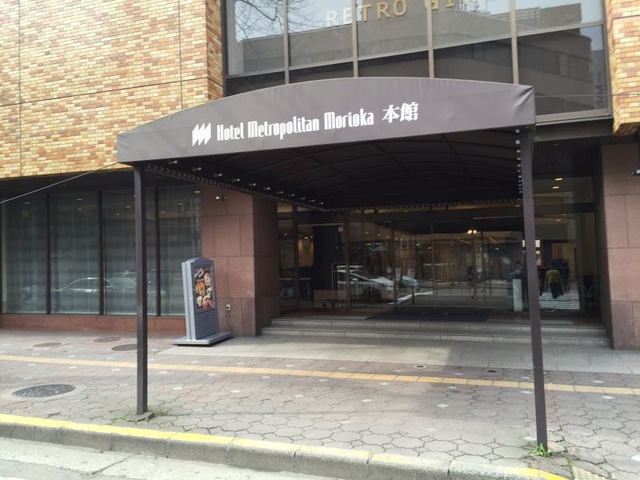 RETRO
Hotel Metropolitan Morioka 本館